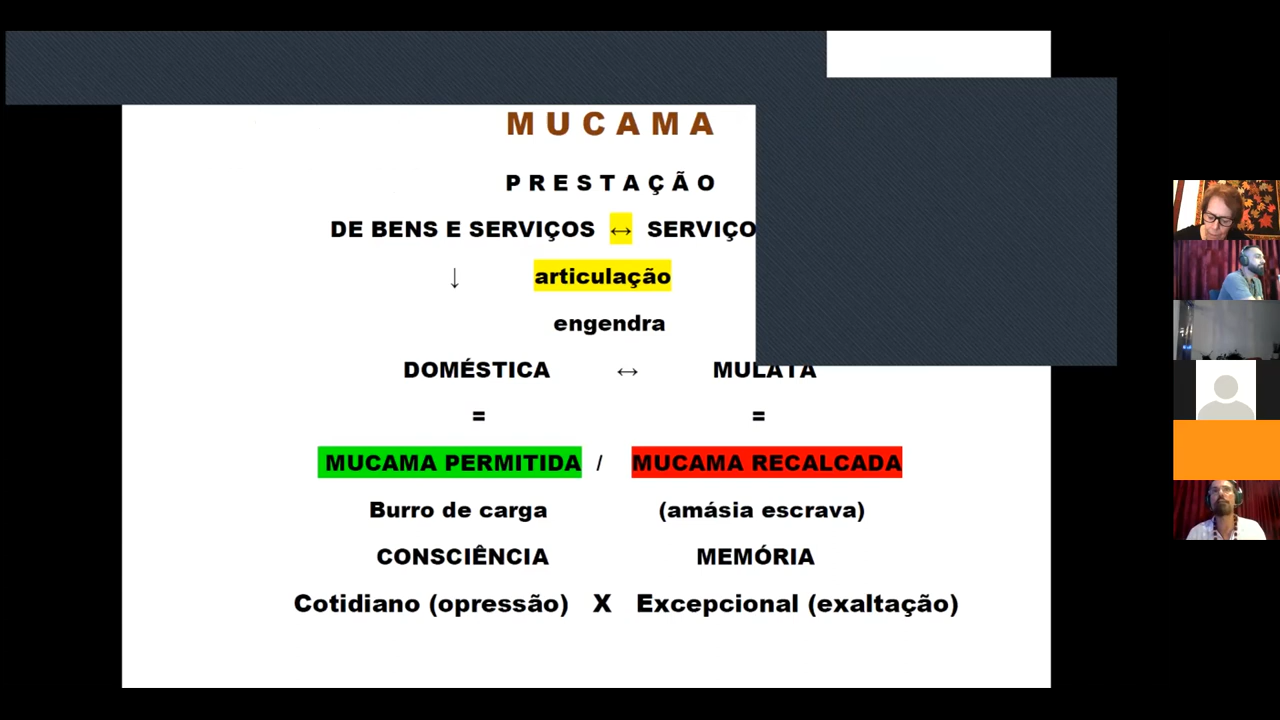 MUCAMA
PRESTAÇÃO
DE BENS E SERVIÇOS ↔ SERVIÇO
↓ articulação
engendra
DOMÉSTICA ↔ MULATA
= =
MUCAMA PERMITIDA / MUCAMA RECALCADA
Burro de carga (amásia escrava)
CONSCIÊNCIA MEMÓRIA
Cotidiano (opressão) X Excepcional (exaltação)